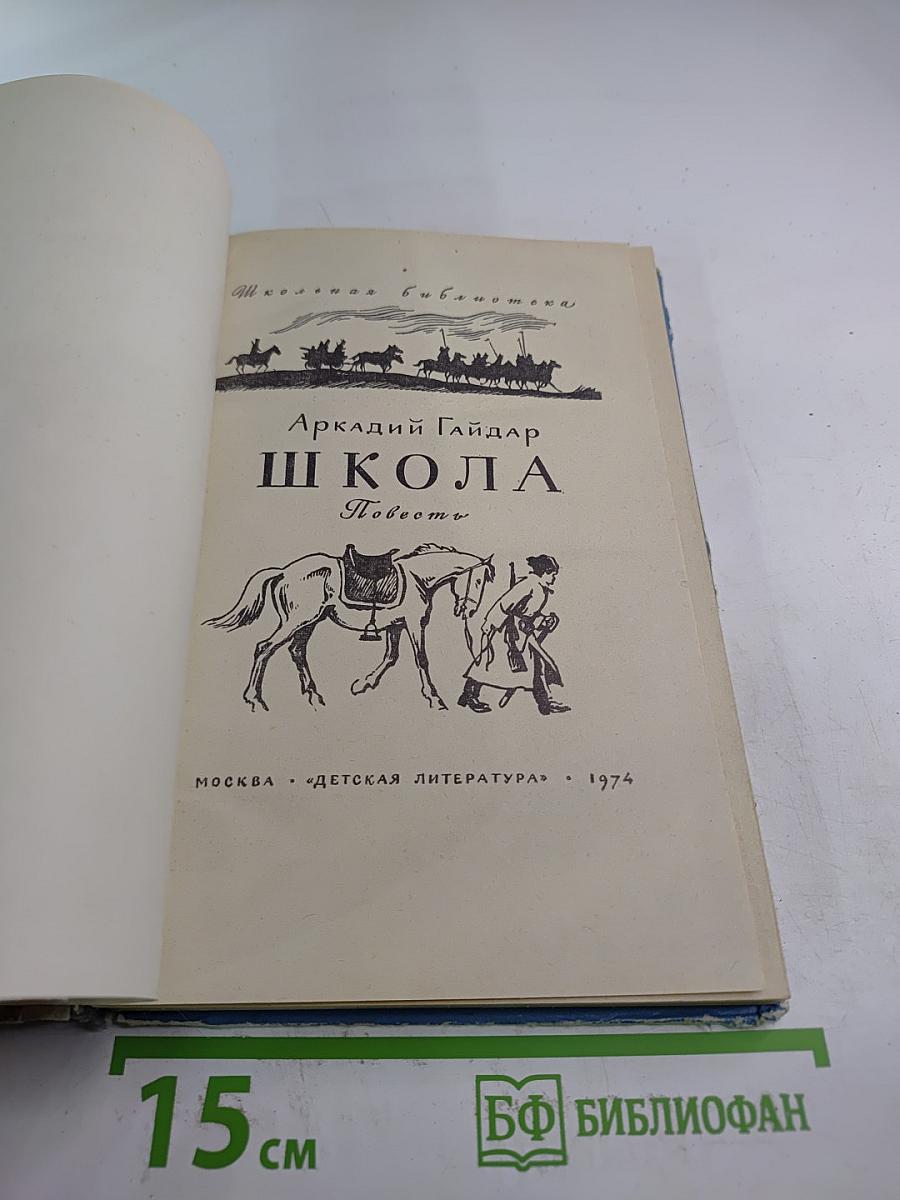 Школьная библиотека
Аркадий Гайдар
ШКОЛА
Повесть
МОСКВА • «ДЕТСКАЯ ЛИТЕРАТУРА» • 1974
15 см
БФ БИБЛИОФАН